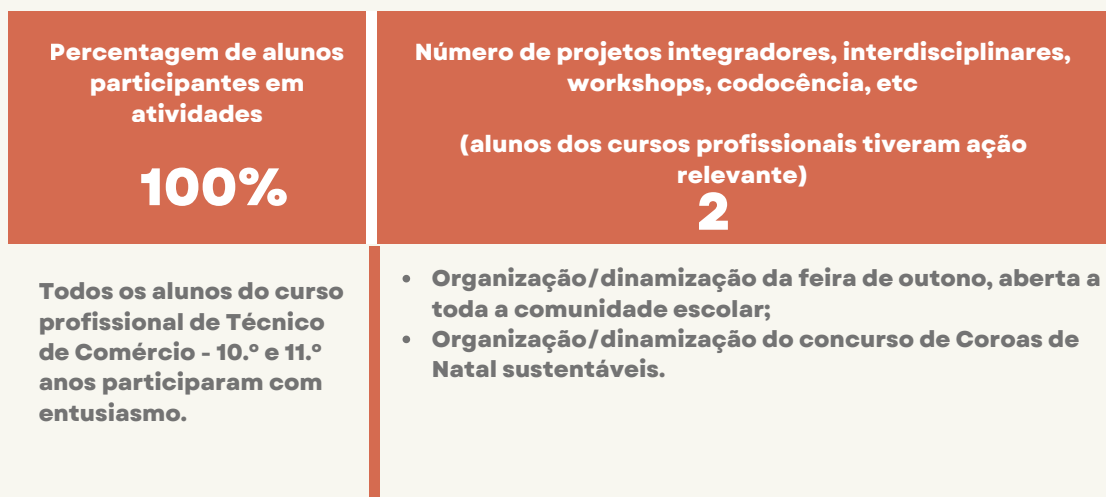 Percentagem de alunos
participantes em
atividades
100%
Número de projetos integradores, interdisciplinares,
workshops, codocência, etc
(alunos dos cursos profissionais tiveram ação
relevante)
2
Todos os alunos do curso
profissional de Técnico
de Comércio - 10.º e 11.º
anos participaram com
entusiasmo.
• Organização/dinamização da feira de outono, aberta a
toda a comunidade escolar;
• Organização/dinamização do concurso de Coroas de
Natal sustentáveis.